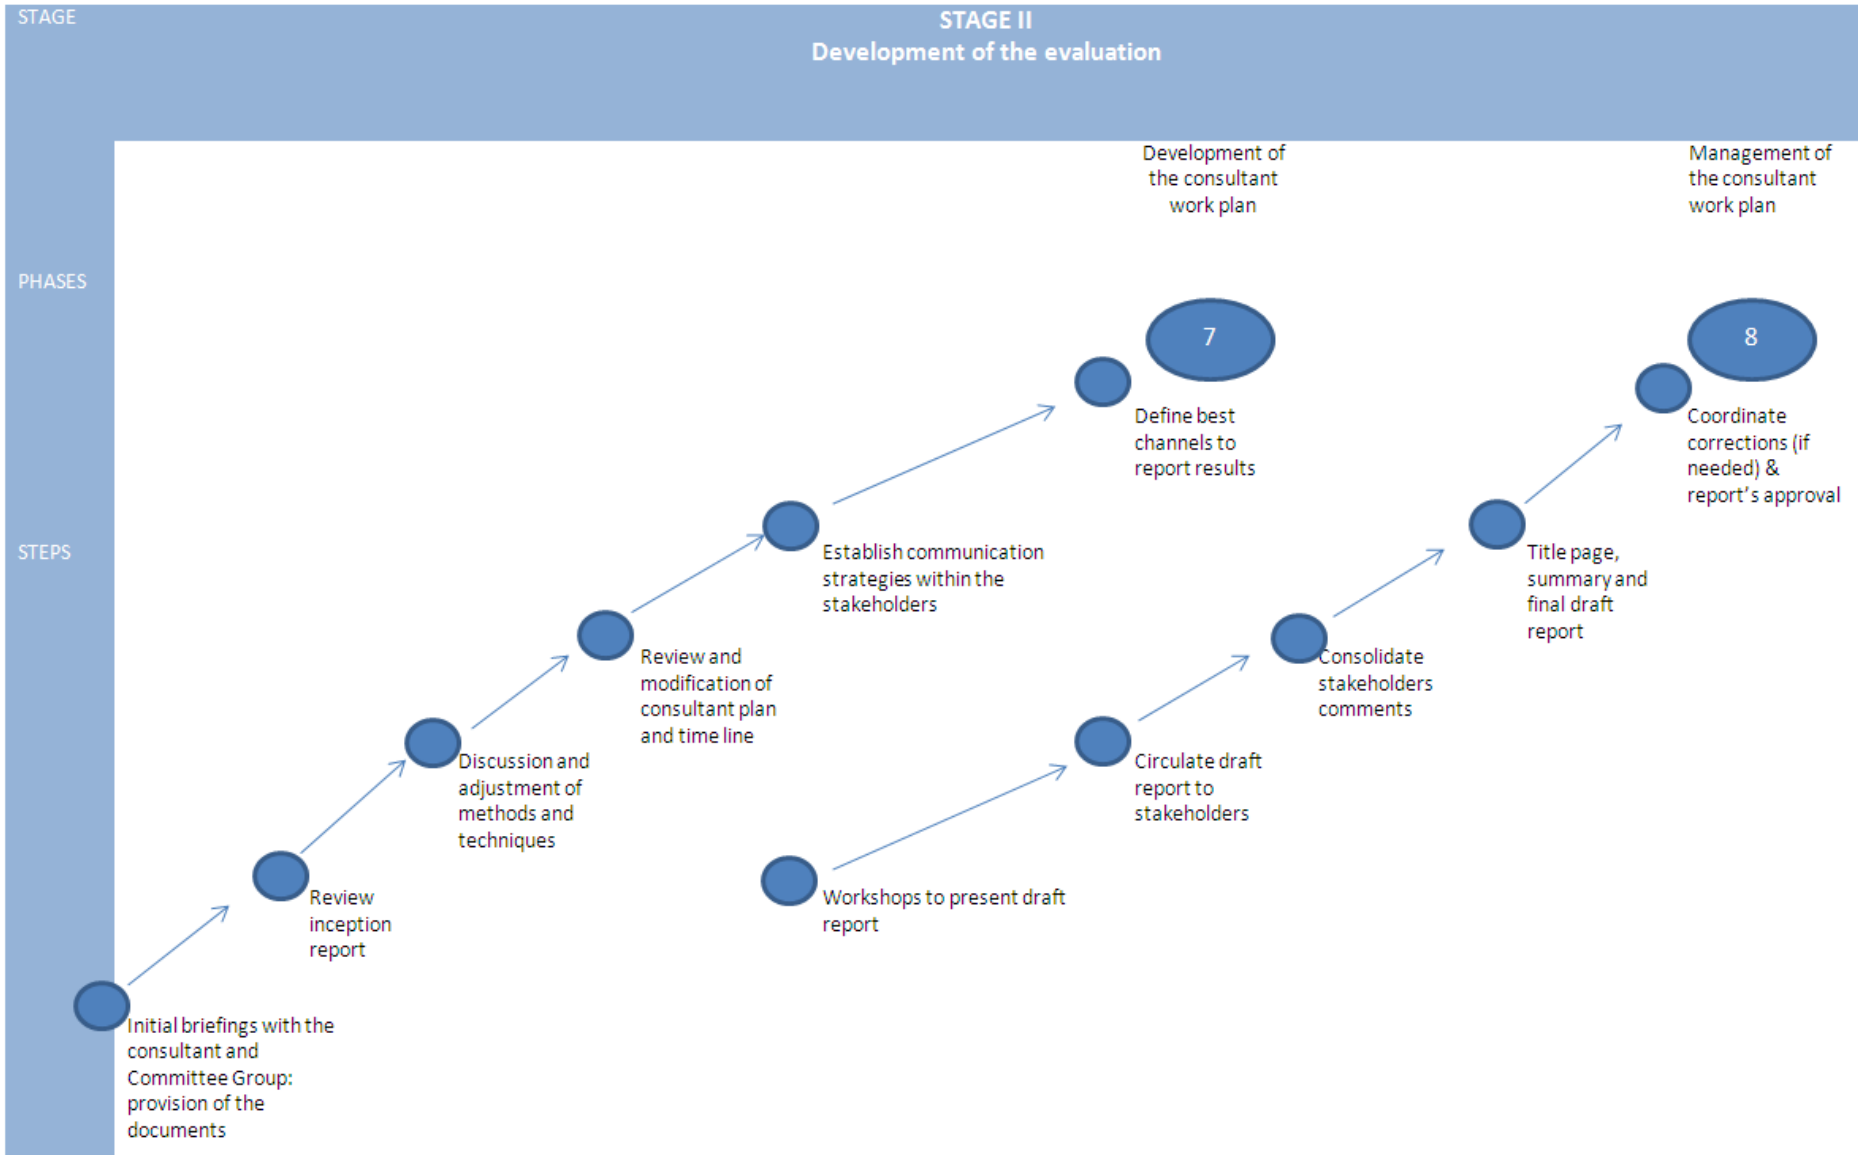 STAGE
STAGE II
Development of the evaluation
Development of
the consultant
work plan
Management of
the consultant
work plan
PHASES
7
8
Define best
channels to
report results
Coordinate
corrections (if
needed) &
report's approval
STEPS
Establish communication
strategies within the
stakeholders
Title page,
summary and
final draft
report
Review and
modification of
consultant plan
and time line
Consolidate
stakeholders
comments
Discussion and
adjustment of
methods and
techniques
Circulate draft
report to
stakeholders
Review
inception
report
Workshops to present draft
report
Initial briefings with the
consultant and
Committee Group:
provision of the
documents